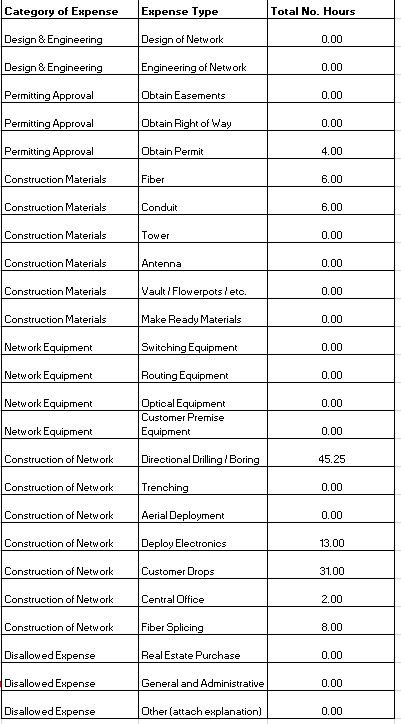 Category of Expense Expense Type Total No. Hours
Design & Engineering Design of Network 0.00
Design & Engineering Engineering of Network 0.00
Permitting Approval Obtain Easements 0.00
Permitting Approval Obtain Right of Way 0.00
Permitting Approval Obtain Permit 4.00
Construction Materials Fiber 6.00
Construction Materials Conduit 6.00
Construction Materials Tower 0.00
Construction Materials Antenna 0.00
Construction Materials Vault / Flowerpots / etc. 0.00
Construction Materials Make Ready Materials 0.00
Network Equipment Switching Equipment 0.00
Network Equipment Routing Equipment 0.00
Network Equipment Optical Equipment 0.00
Customer Premise
Network Equipment Equipment 0.00
Construction of Network Directional Drilling / Boring 45.25
Construction of Network Trenching 0.00
Construction of Network Aerial Deployment 0.00
Construction of Network Deploy Electronics 13.00
Construction of Network Customer Drops 31.00
Construction of Network Central Office 2.00
Construction of Network Fiber Splicing 8.00
Disallowed Expense Real Estate Purchase 0.00
Disallowed Expense General and Administrative 0.00
Disallowed Expense Other (attach explanation) 0.00